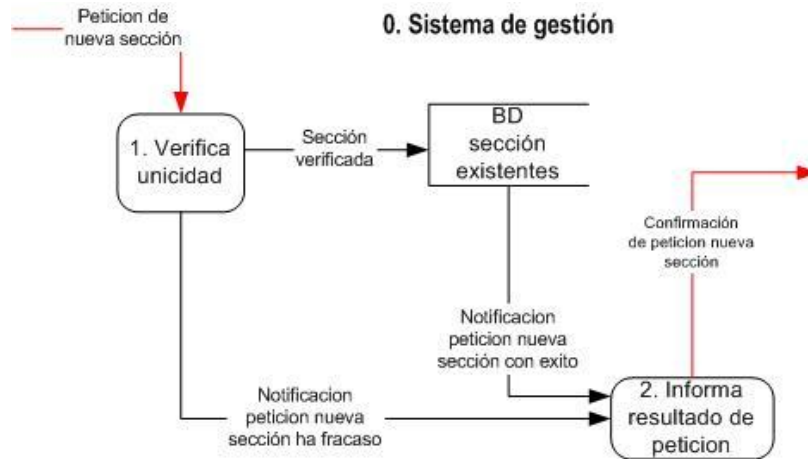 Peticion de
nueva sección
0. Sistema de gestión
1. Verifica
unicidad
Sección
verificada
BD
sección
existentes
Confirmación
de peticion nueva
sección
Notificacion
peticion nueva
sección con exito
Notificacion
peticion nueva
sección ha fracaso
2. Informa
resultado de
peticion